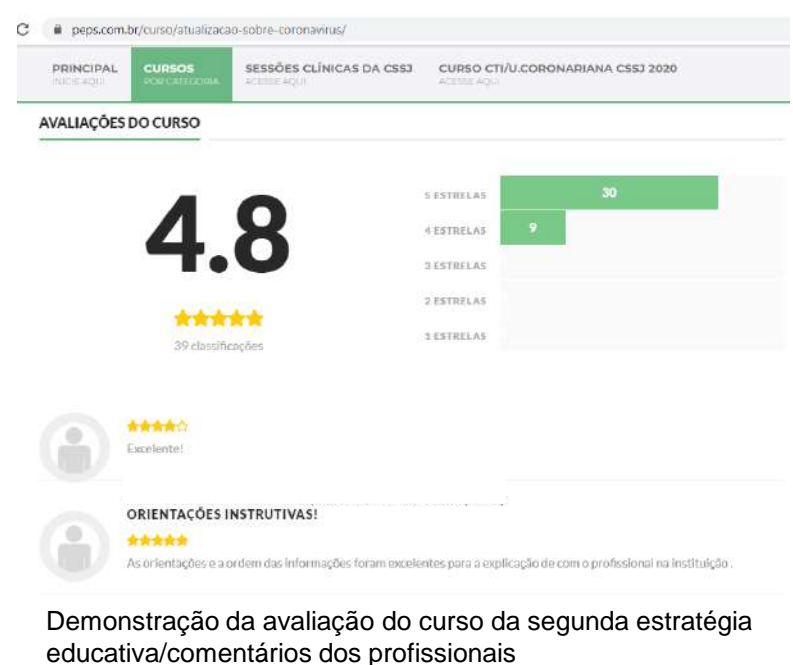 peps.com.br/curso/atualizacao-sobre-coronavirus/
PRINCIPAL CURSOS SESSÕES CLÍNICAS DA CSSJ CURSO CTI/U.CORONARIANA CSSJ 2020
INICIE AQUI POR CATEGORIA ACESSE AQUI ACESSE AQUI
AVALIAÇÕES DO CURSO
4.8
39 classificações
5 ESTRELAS 30
4 ESTRELAS 9
3 ESTRELAS
2 ESTRELAS
1 ESTRELAS
Excelente!
ORIENTAÇÕES INSTRUTIVAS!
As orientações e a ordem das informações foram excelentes para a explicação de com o profissional na instituição .
Demonstração da avaliação do curso da segunda estratégia
educativa/comentários dos profissionais